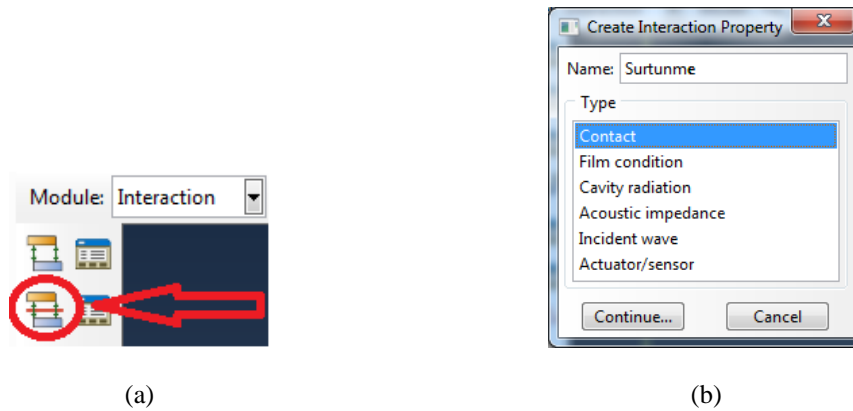 Module: Interaction
(a)
Create Interaction Property
Name: Surtunme
Type
Contact
Film condition
Cavity radiation
Acoustic impedance
Incident wave
Actuator/sensor
Continue... Cancel
(b)